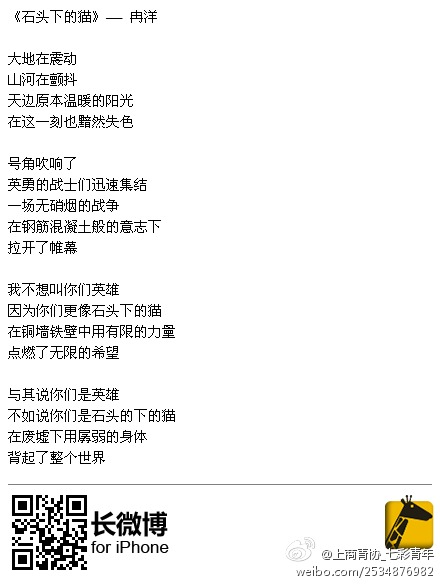 《石头下的猫》—— 冉洋
大地在震动
山河在颤抖
天边原本温暖的阳光
在这一刻也黯然失色
号角吹响了
英勇的战士们迅速集结
一场无硝烟的战争
在钢筋混凝土般的意志下
拉开了帷幕
我不想叫你们英雄
因为你们更像石头下的猫
在铜墙铁壁中用有限的力量
点燃了无限的希望
与其说你们是英雄
不如说你们是石头的下的猫
在废墟下用孱弱的身体
背起了整个世界
长微博
for iPhone
@上商青协_七彩青年
weibo.com/2534876982